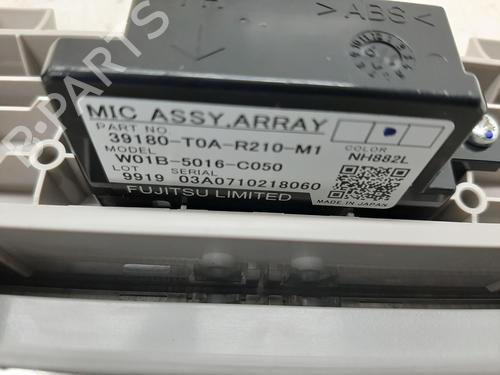 >ABS<
MIC ASSY,ARRAY
PART NO.
39180-T0A-R210-M1
MODEL COLOR
W01B-5016-C050 NH882L
LOT SERIAL
9919 03A0710218060
FUJITSU LIMITED MADE IN JAPAN
B-PARTS